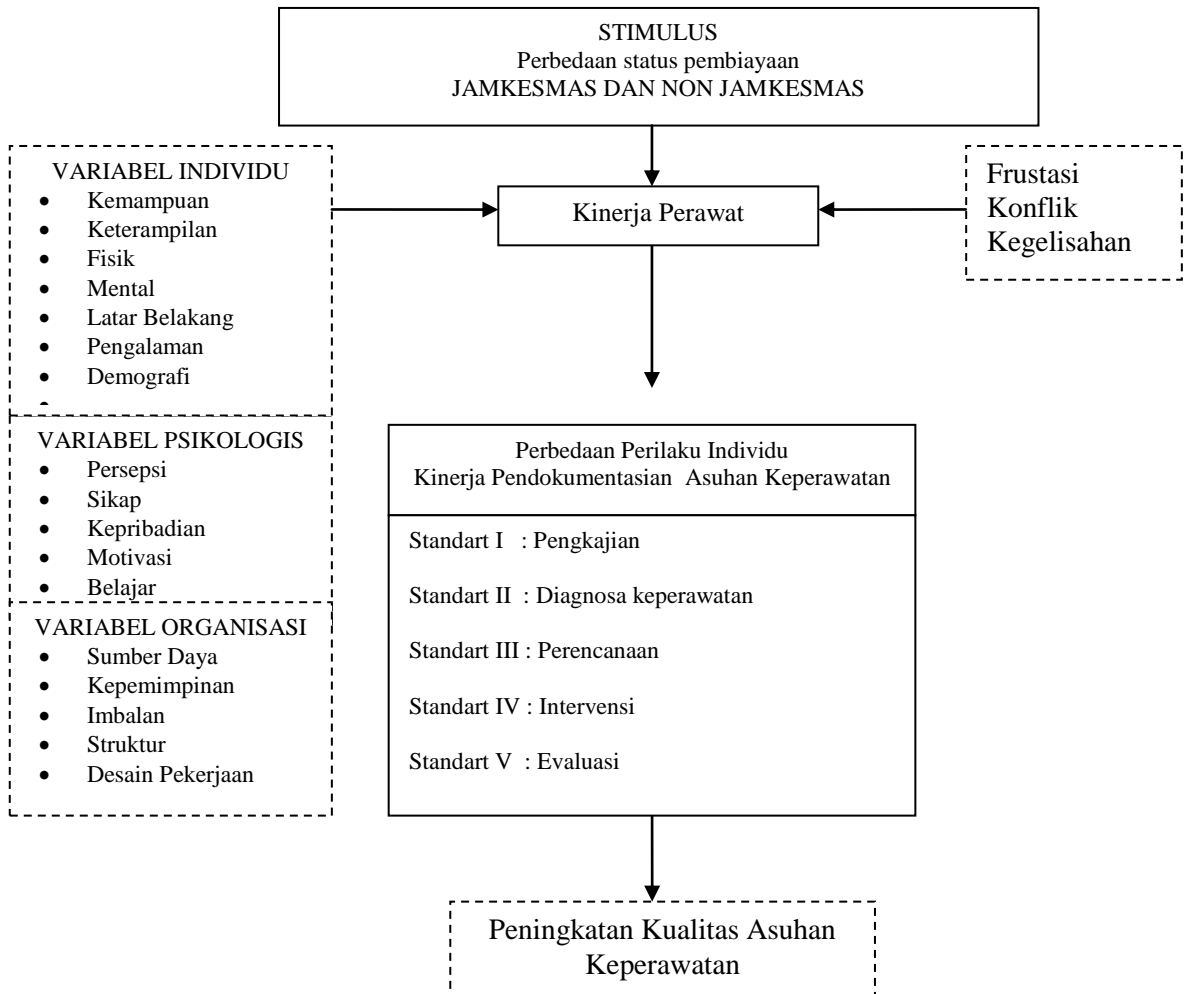 STIMULUS
Perbedaan status pembiayaan
JAMKESMAS DAN NON JAMKESMAS
VARIABEL INDIVIDU
• Kemampuan
• Keterampilan
• Fisik
• Mental
• Latar Belakang
• Pengalaman
• Demografi
•
Kinerja Perawat
Frustasi
Konflik
Kegelisahan
VARIABEL PSIKOLOGIS
• Persepsi
• Sikap
• Kepribadian
• Motivasi
• Belajar
VARIABEL ORGANISASI
• Sumber Daya
• Kepemimpinan
• Imbalan
• Struktur
• Desain Pekerjaan
Perbedaan Perilaku Individu
Kinerja Pendokumentasian Asuhan Keperawatan
Standart I : Pengkajian
Standart II : Diagnosa keperawatan
Standart III : Perencanaan
Standart IV : Intervensi
Standart V : Evaluasi
Peningkatan Kualitas Asuhan
Keperawatan